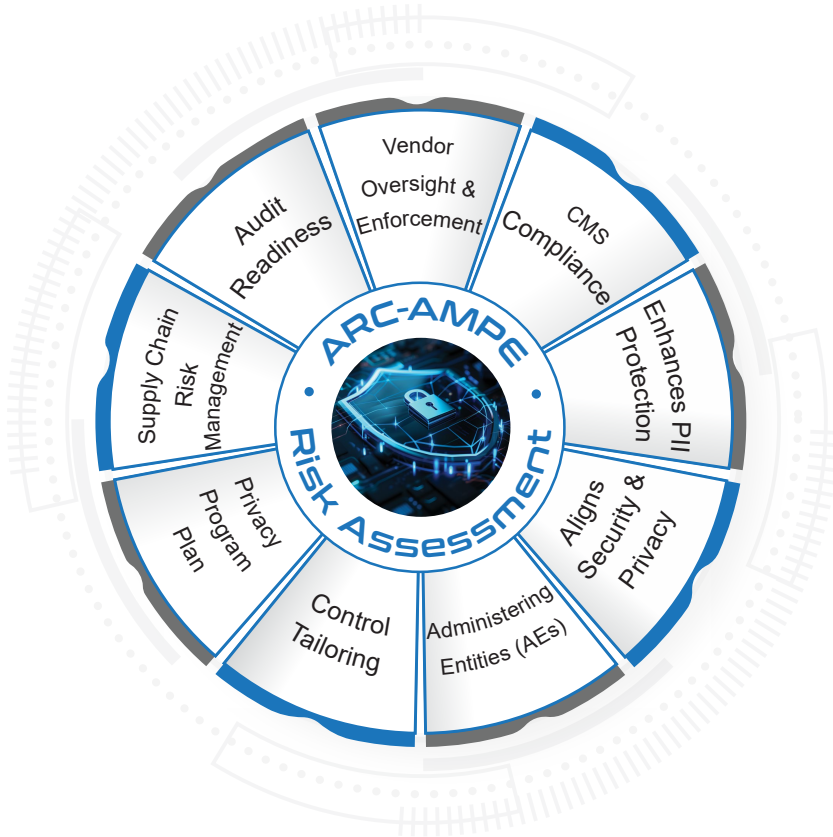 Vendor
Oversight &
Enforcement
CMS
Compliance
Enhances PII
Protection
Aligns
Security &
Privacy
Administering
Entities (AEs)
Control
Tailoring
Privacy
Program
Plan
Supply Chain
Risk
Management
Audit
Readiness
ARC-AMPE
Risk Assessment